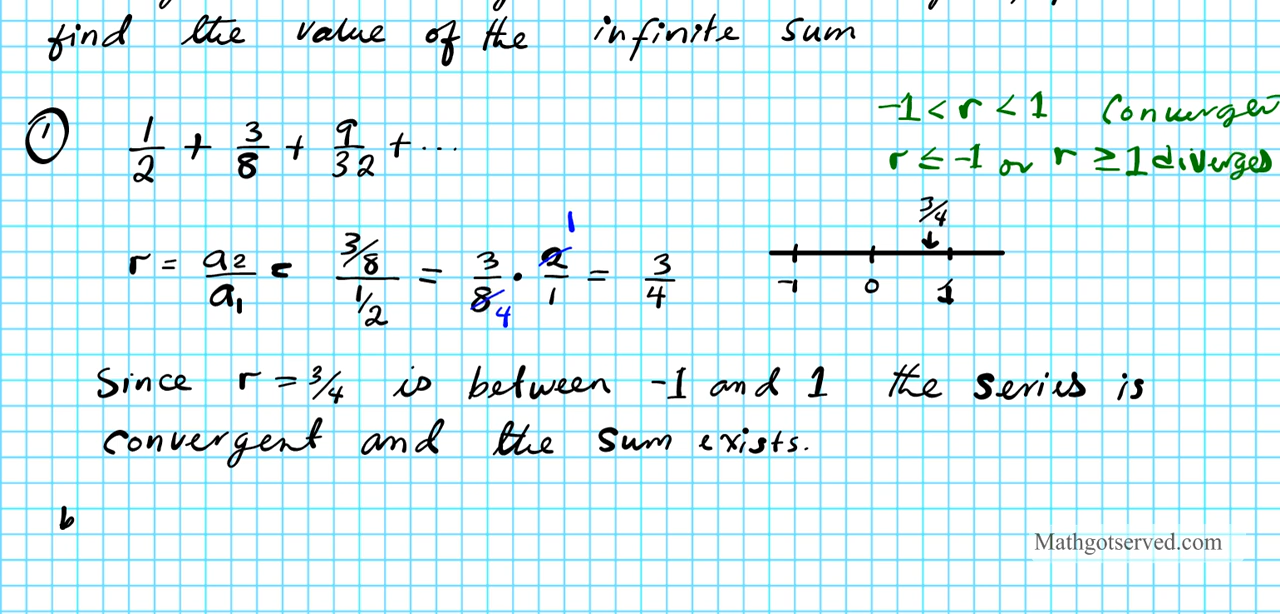 find the value of the infinite sum
-1 < r < 1
r ≤ -1 or r ≥ 1 diverges
① 1/2 + 3/8 + 9/32 + ...
3/4
-1 0 1
r = a₂/a₁ = (3/8)/(1/2) = 3/8 · 2/1 = 3/4
1
4
Since r = 3/4 is between -1 and 1 the series is
convergent and the sum exists.
b
Mathgotserved.com